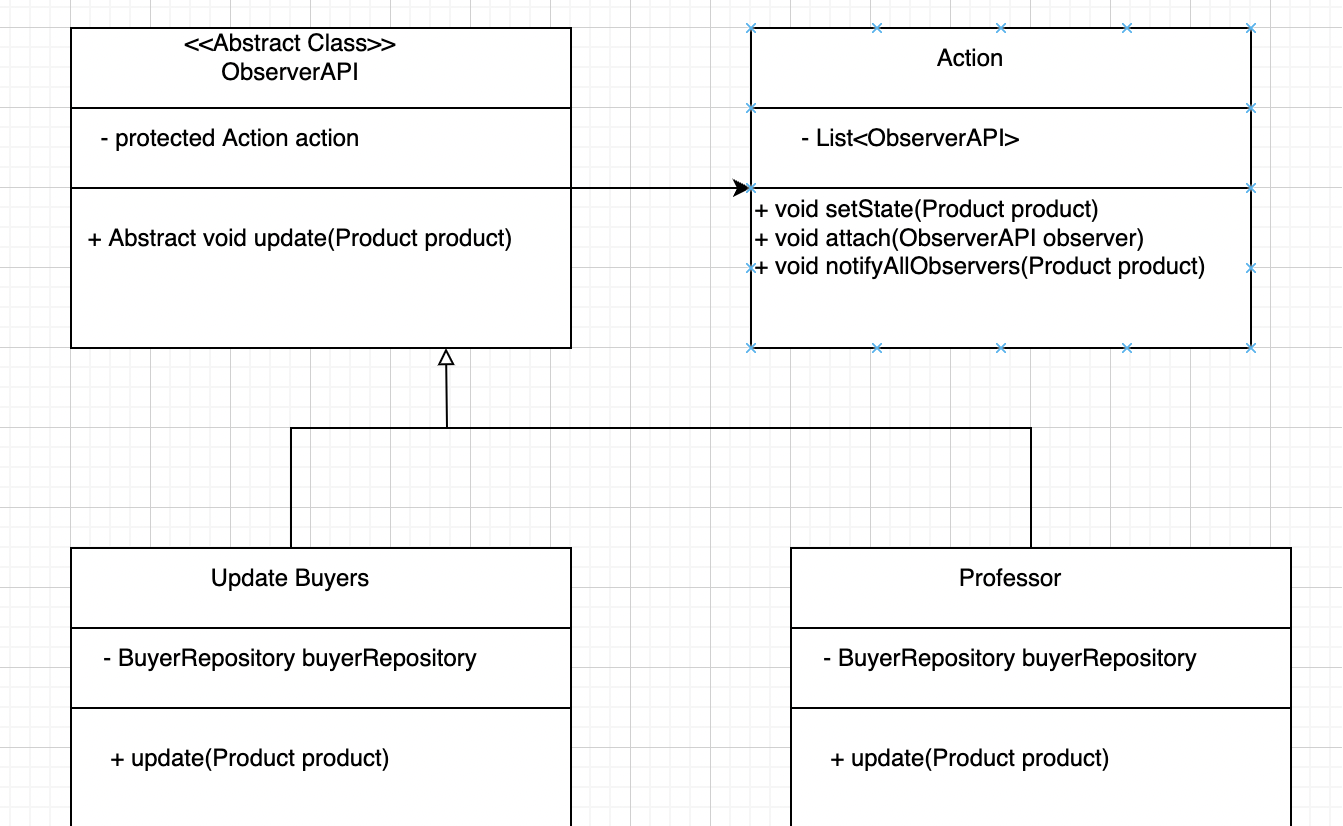 <<Abstract Class>>
ObserverAPI
- protected Action action
+ Abstract void update(Product product)
Action
- List<ObserverAPI>
+ void setState(Product product)
+ void attach(ObserverAPI observer)
+ void notifyAllObservers(Product product)
Update Buyers
- BuyerRepository buyerRepository
+ update(Product product)
Professor
- BuyerRepository buyerRepository
+ update(Product product)